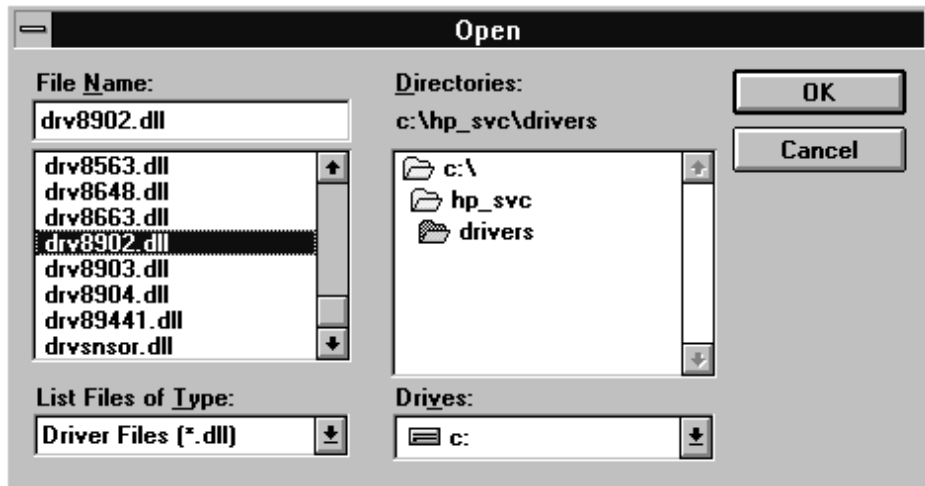 Open
File Name:
drv8902.dll
drv8563.dll
drv8648.dll
drv8663.dll
drv8902.dll
drv8903.dll
drv8904.dll
drv89441.dll
drvsnsor.dll
List Files of Type:
Driver Files (*.dll)
Directories:
c:\hp_svc\drivers
c:\
hp_svc
drivers
Drives:
c:
OK
Cancel